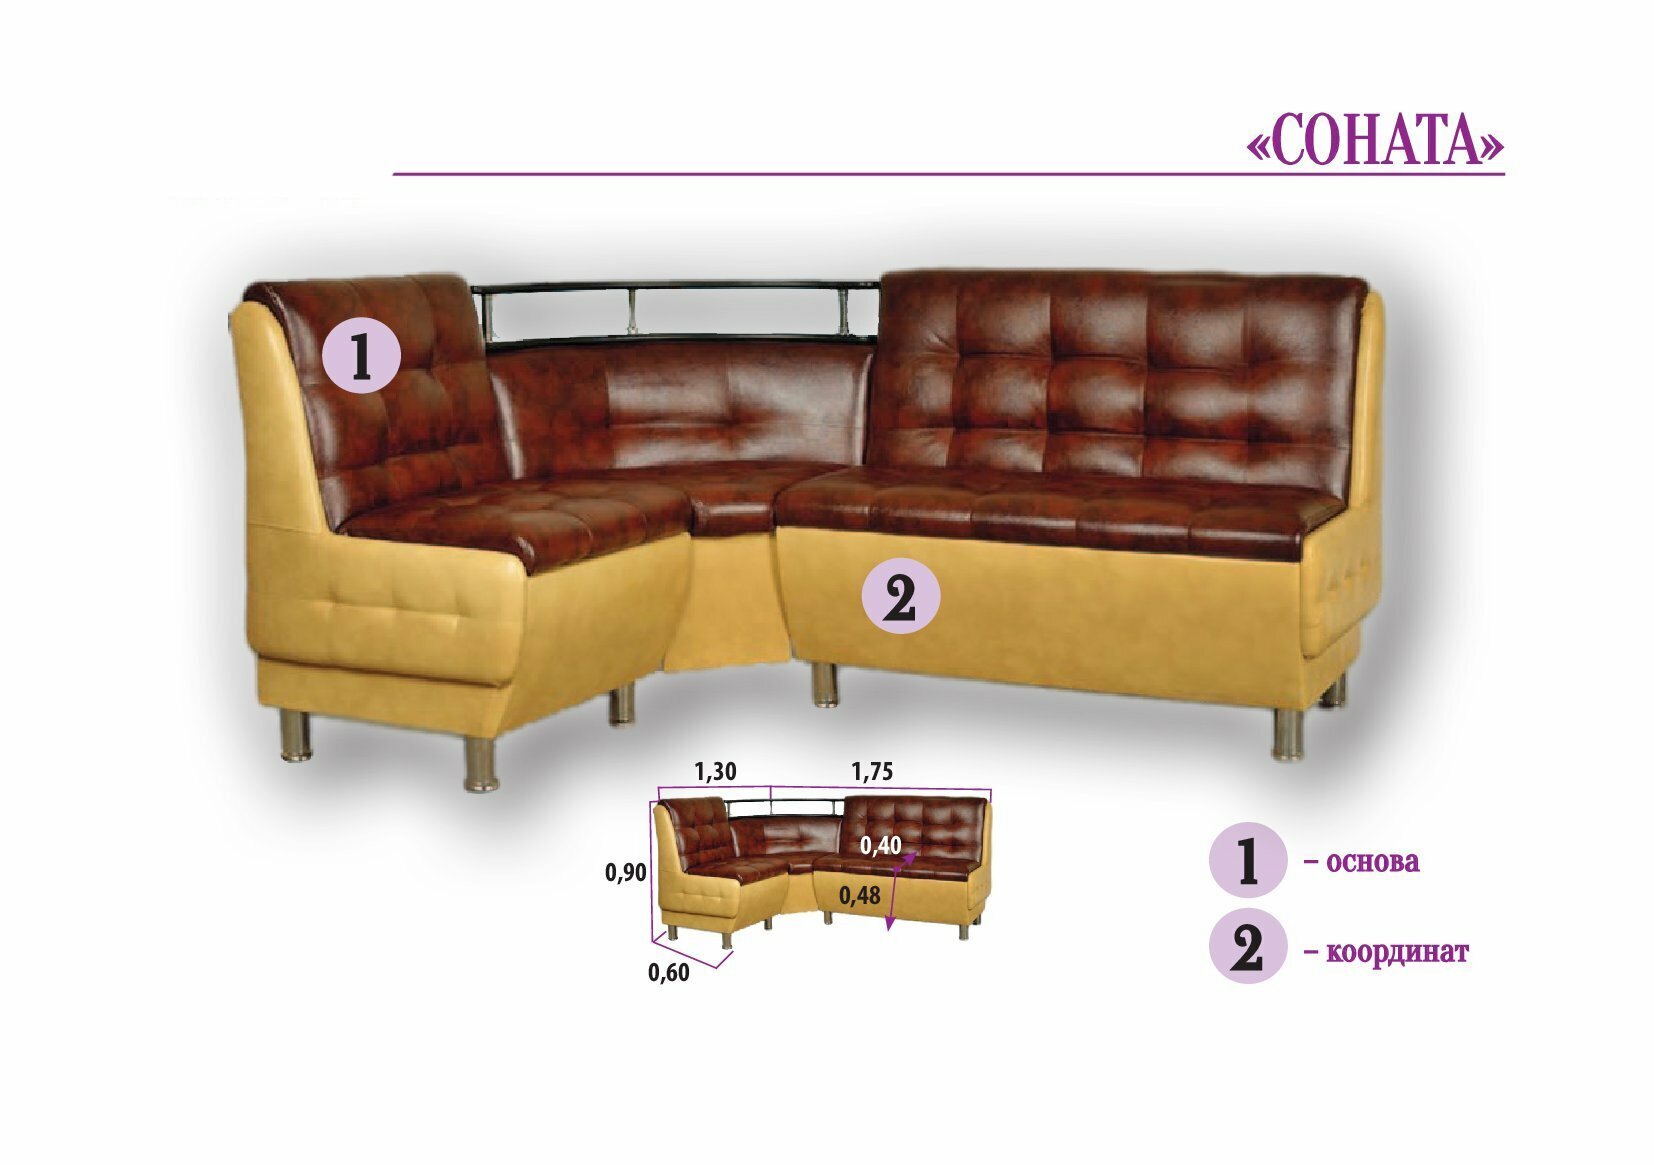 «СОНАТА»
1
2
1,30 1,75
0,90
0,40
0,48
0,60
1 – основа
2 – координат